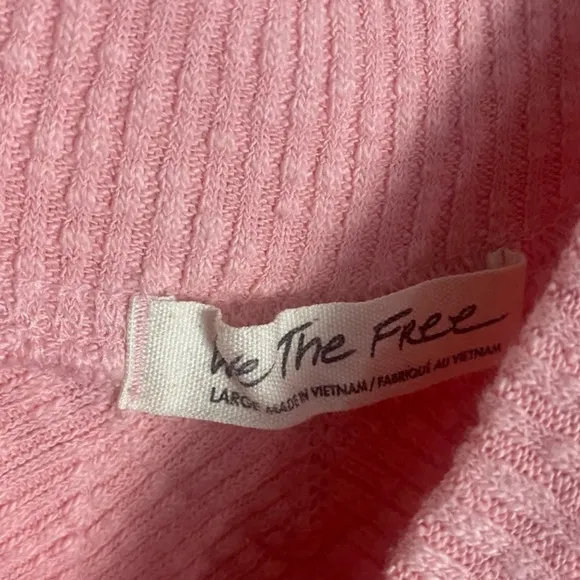 We The Free
LARGE MADE IN VIETNAM / FABRIQUÉ AU VIETNAM